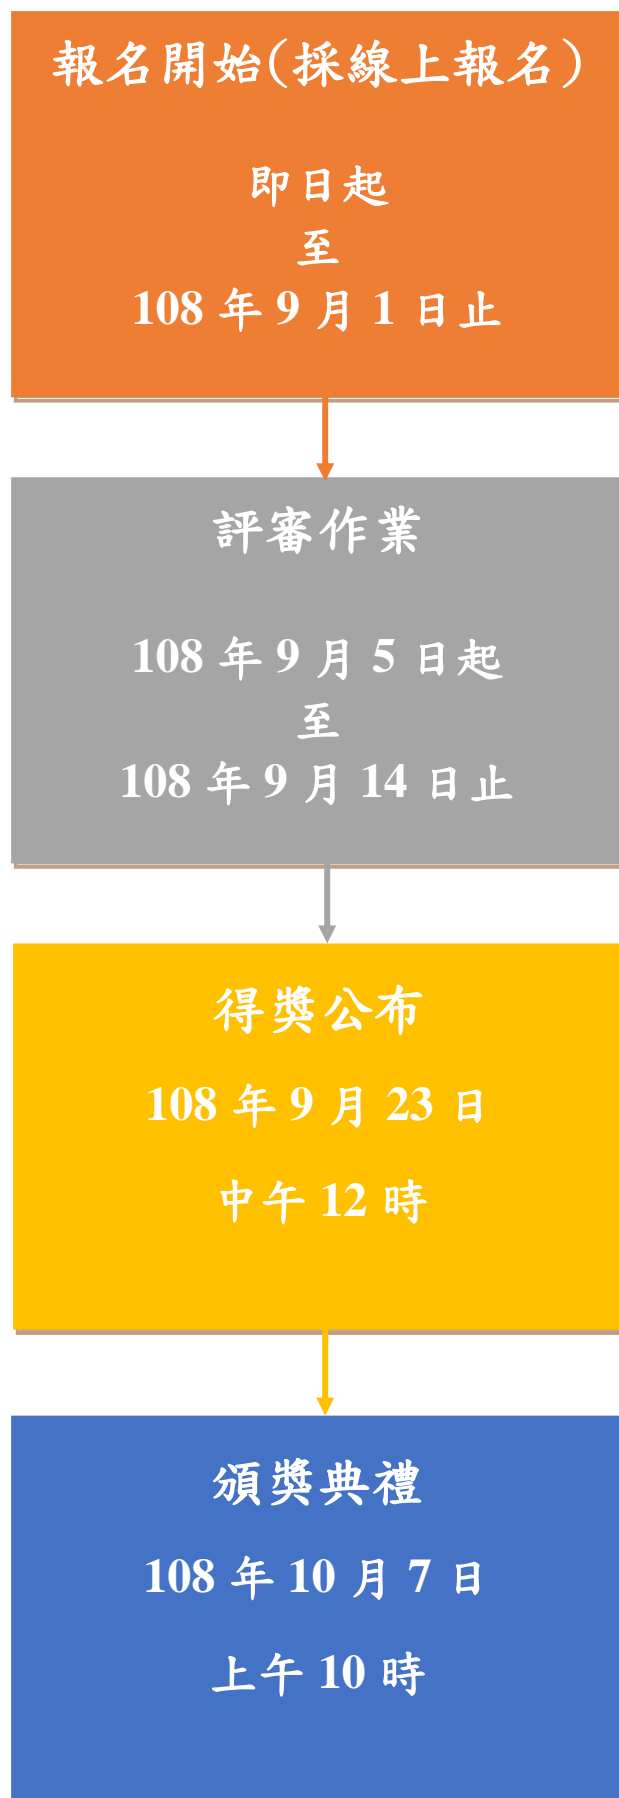 報名開始(採線上報名)
即日起
至
108 年 9 月 1 日止
評審作業
108 年 9 月 5 日起
至
108 年 9 月 14 日止
得獎公布
108 年 9 月 23 日
中午 12 時
頒獎典禮
108 年 10 月 7 日
上午 10 時